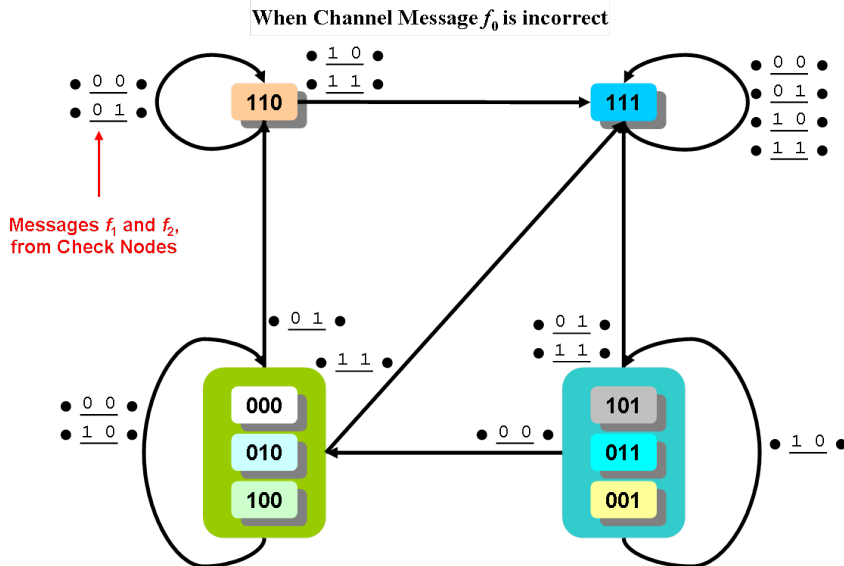 When Channel Message f0 is incorrect
● 0 0 ●
● 0 1 ●
110
● 1 0 ●
● 1 1 ●
111
● 0 0 ●
● 0 1 ●
● 1 0 ●
● 1 1 ●
Messages f1 and f2,
from Check Nodes
● 0 1 ●
● 1 1 ●
● 0 1 ●
● 1 1 ●
● 0 0 ●
● 1 0 ●
000
010
100
● 0 0 ●
101
011
001
● 1 0 ●